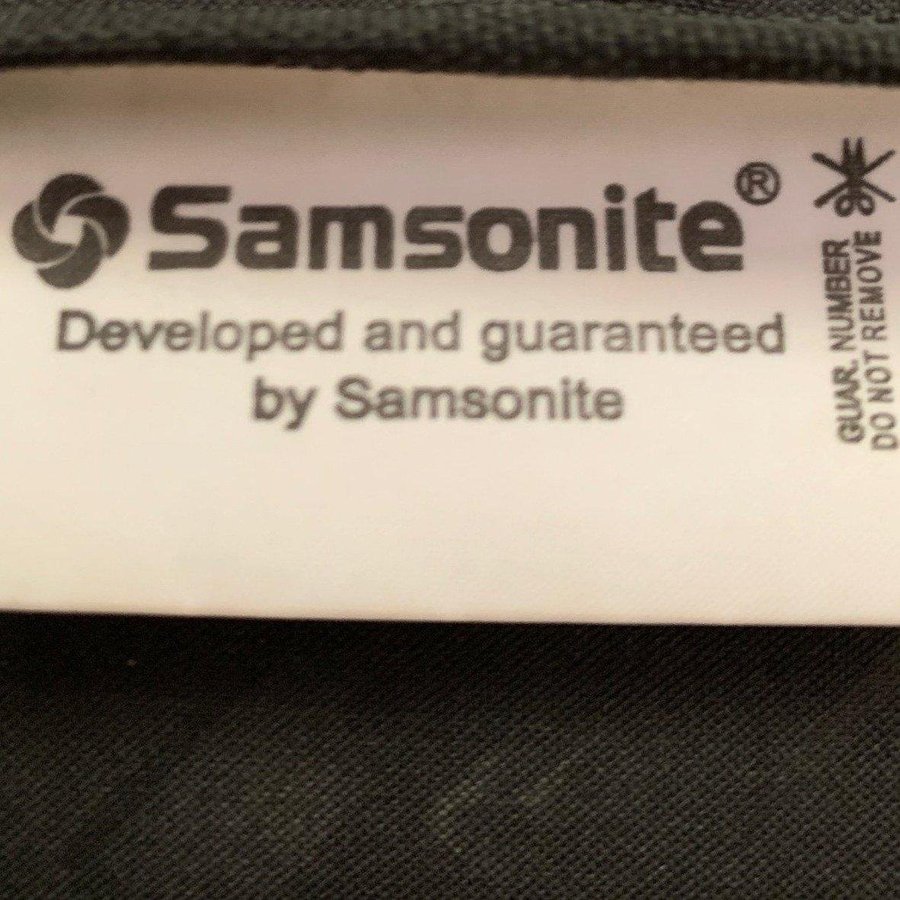 Samsonite®
Developed and guaranteed
by Samsonite
GUAR. NUMBER
DO NOT REMOVE